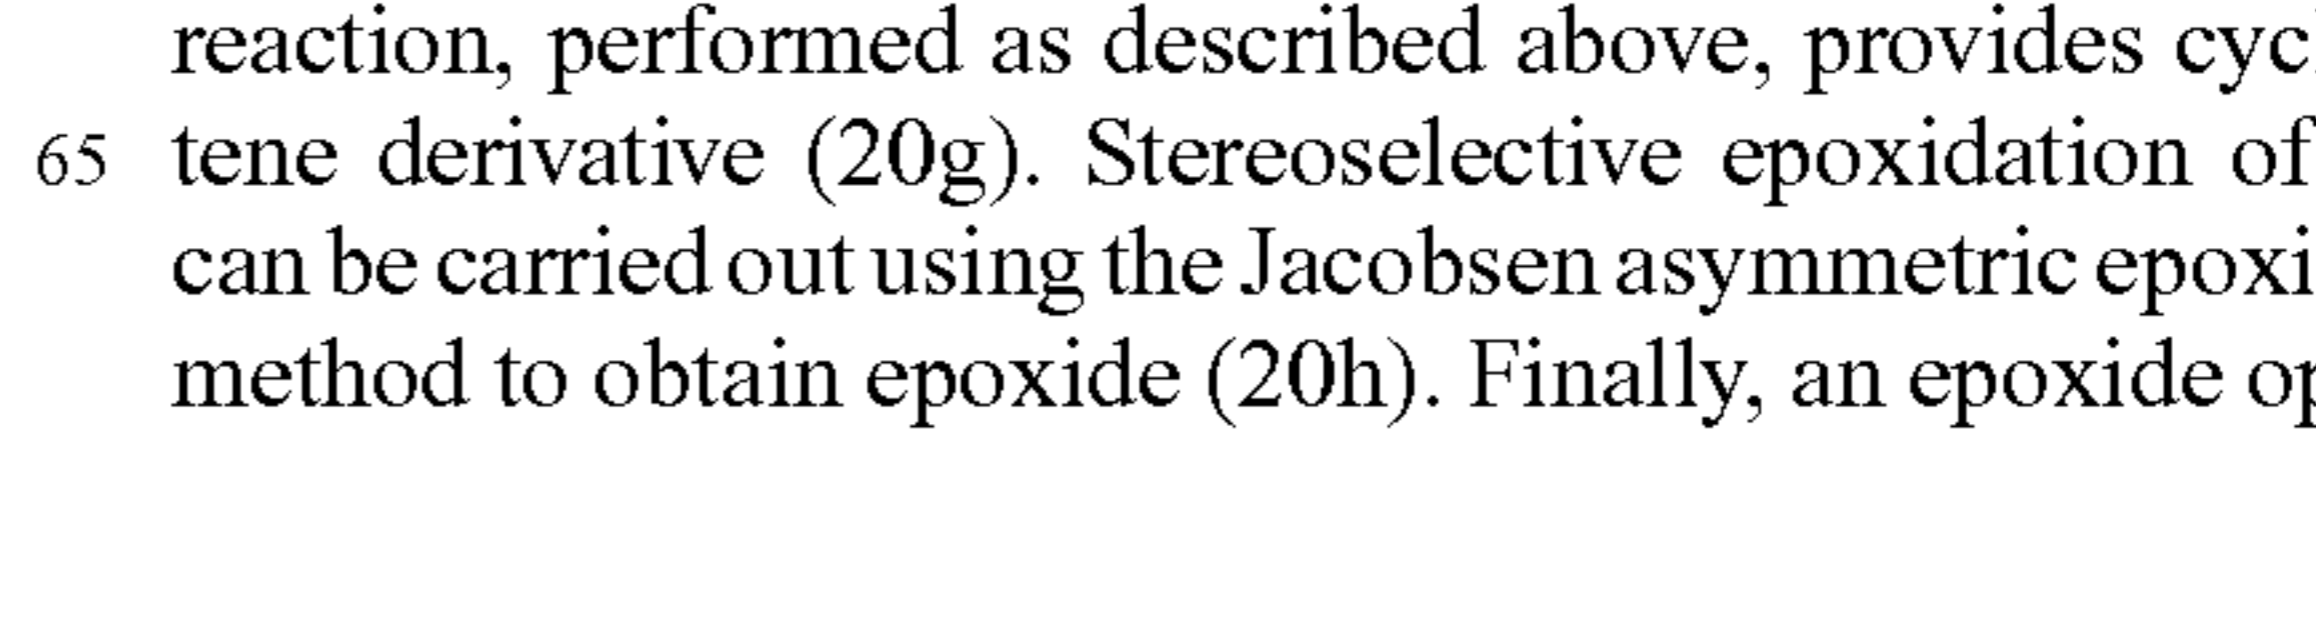 reaction, performed as described above, provides cyc
65 tene derivative (20g). Stereoselective epoxidation of
can be carried out using the Jacobsen asymmetric epoxi
method to obtain epoxide (20h). Finally, an epoxide op